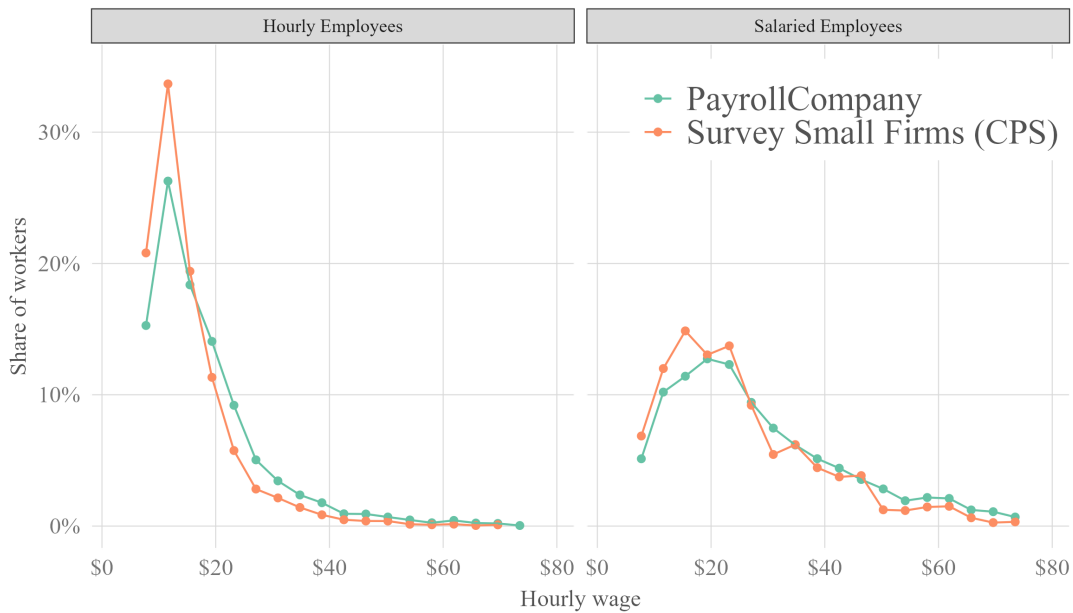 Hourly Employees
Salaried Employees
PayrollCompany
Survey Small Firms (CPS)
Share of workers
30%
20%
10%
0%
$0 $20 $40 $60 $80
$0 $20 $40 $60 $80
Hourly wage